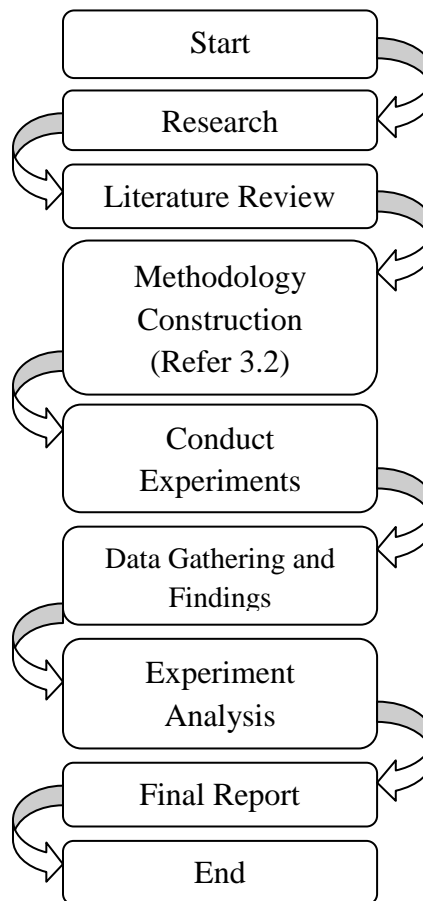 Start
Research
Literature Review
Methodology
Construction
(Refer 3.2)
Conduct
Experiments
Data Gathering and
Findings
Experiment
Analysis
Final Report
End